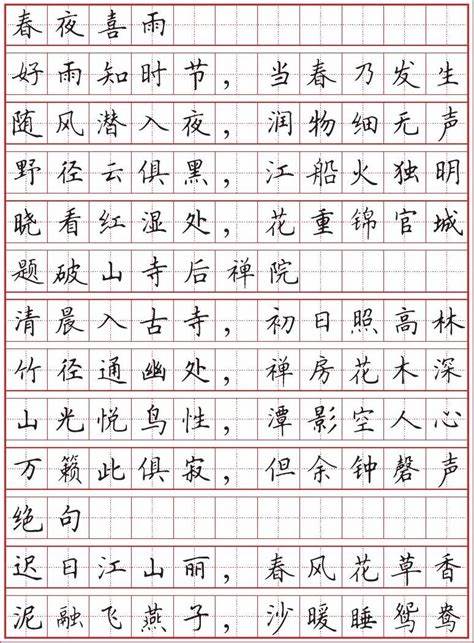 春夜喜雨
好雨知时节，当春乃发生
随风潜入夜，润物细无声
野径云俱黑，江船火独明
晓看红湿处，花重锦官城
题破山寺后禅院
清晨入古寺，初日照高林
竹径通幽处，禅房花木深
山光悦鸟性，潭影空人心
万籁此俱寂，但余钟磬声
绝句
迟日江山丽，春风花草香
泥融飞燕子，沙暖睡鸳鸯